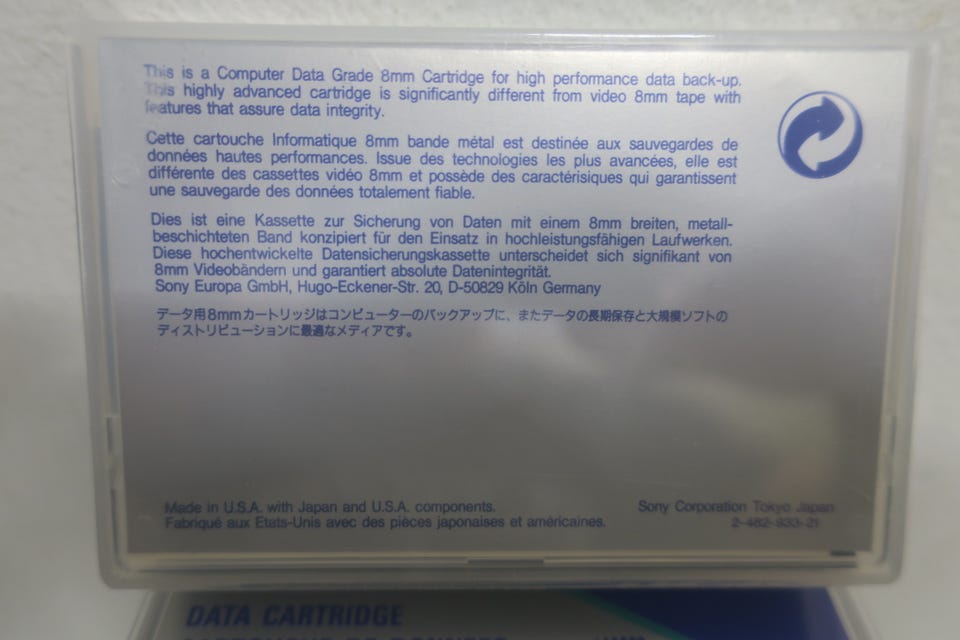 This is a Computer Data Grade 8mm Cartridge for high performance data back-up.
This highly advanced cartridge is significantly different from video 8mm tape with
features that assure data integrity.
Cette cartouche Informatique 8mm bande métal est destinée aux sauvegardes de
données hautes performances. Issue des technologies les plus avancées, elle est
différente des cassettes vidéo 8mm et possède des caractérisiques qui garantissent
une sauvegarde des données totalement fiable.
Dies ist eine Kassette zur Sicherung von Daten mit einem 8mm breiten, metall-
beschichteten Band konzipiert für den Einsatz in hochleistungsfähigen Laufwerken.
Diese hochentwickelte Datensicherungskassette unterscheidet sich signifikant von
8mm Videobändern und garantiert absolute Datenintegrität.
Sony Europa GmbH, Hugo-Eckener-Str. 20, D-50829 Köln Germany
データ用8mmカートリッジはコンピューターのバックアップに、またデータの長期保存と大規模ソフトの
ディストリビューションに最適なメディアです。
Made in U.S.A. with Japan and U.S.A. components.
Fabriqué aux Etats-Unis avec des pièces japonaises et américaines.
Sony Corporation Tokyo Japan
2-482-933-21
DATA CARTRIDGE